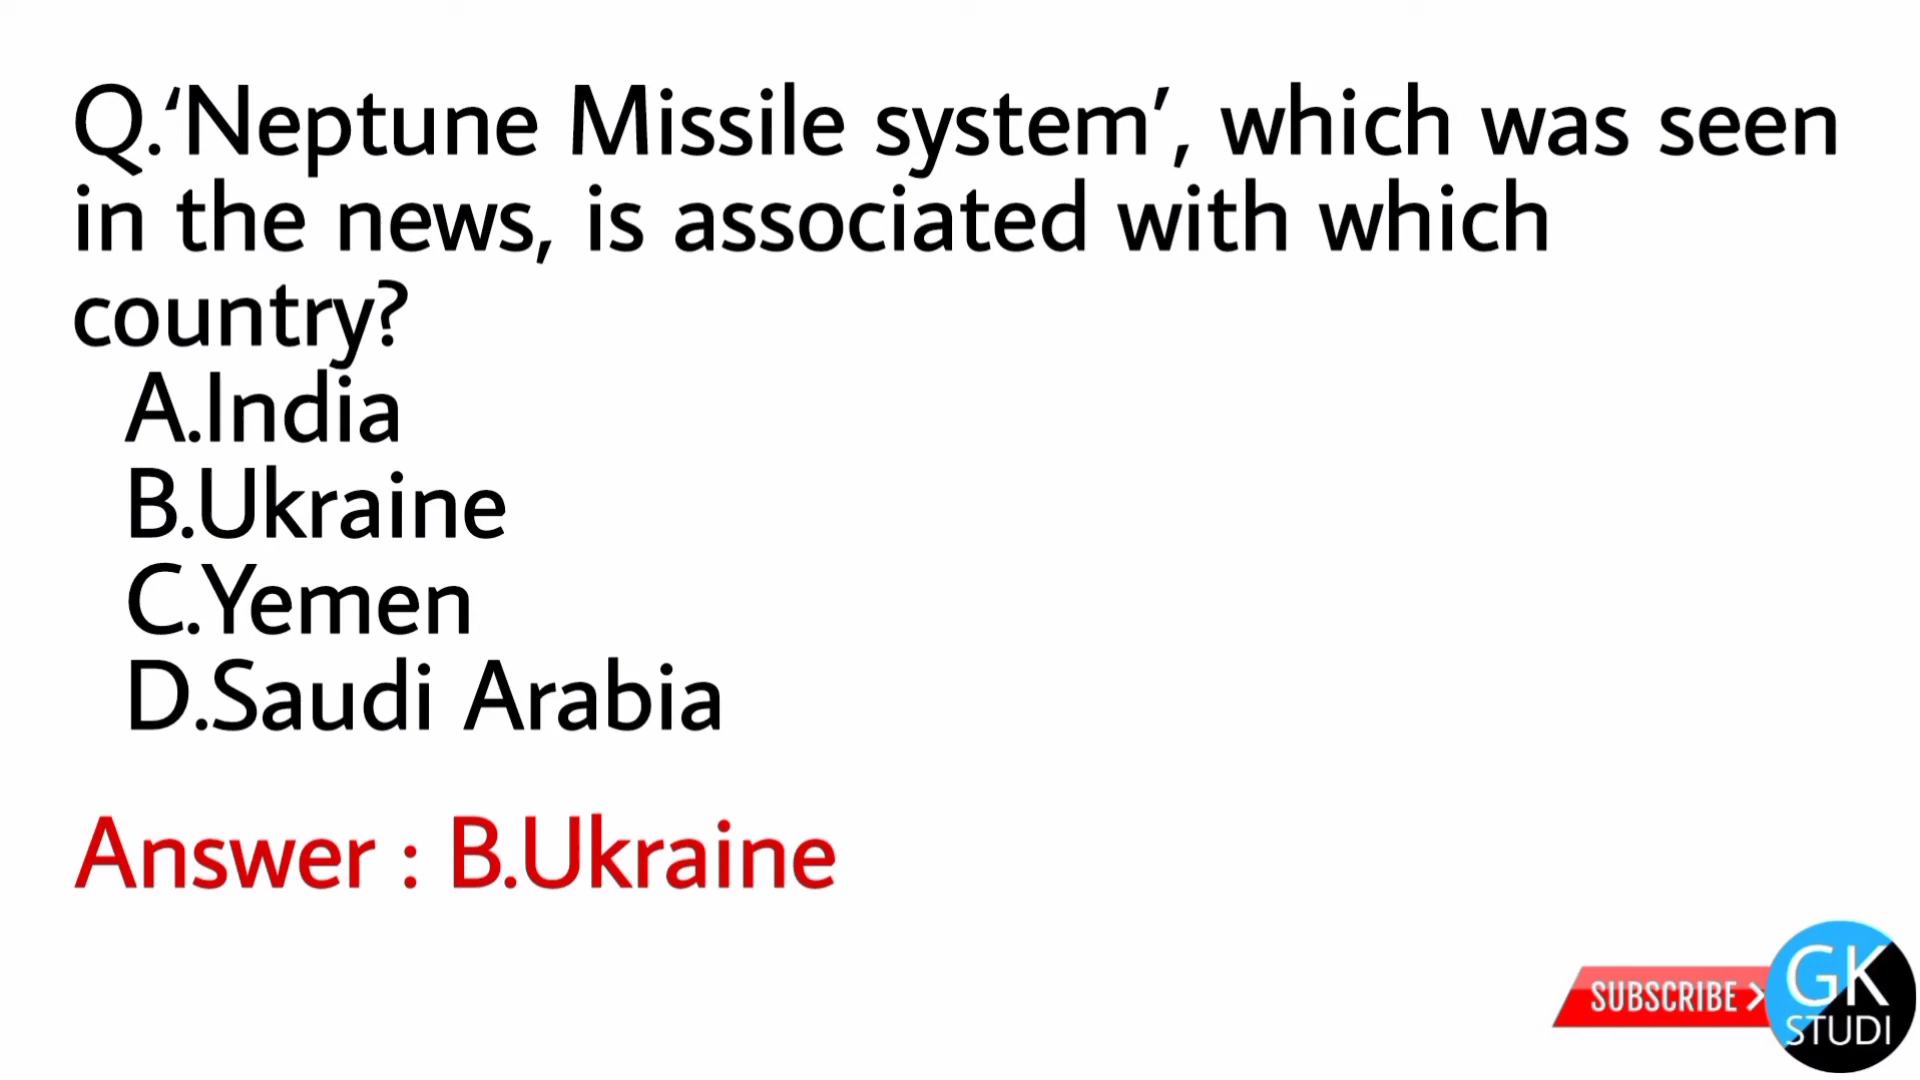 Q.‘Neptune Missile system’, which was seen
in the news, is associated with which
country?
A.India
B.Ukraine
C.Yemen
D.Saudi Arabia
Answer : B.Ukraine
SUBSCRIBE >
GK
STUDI